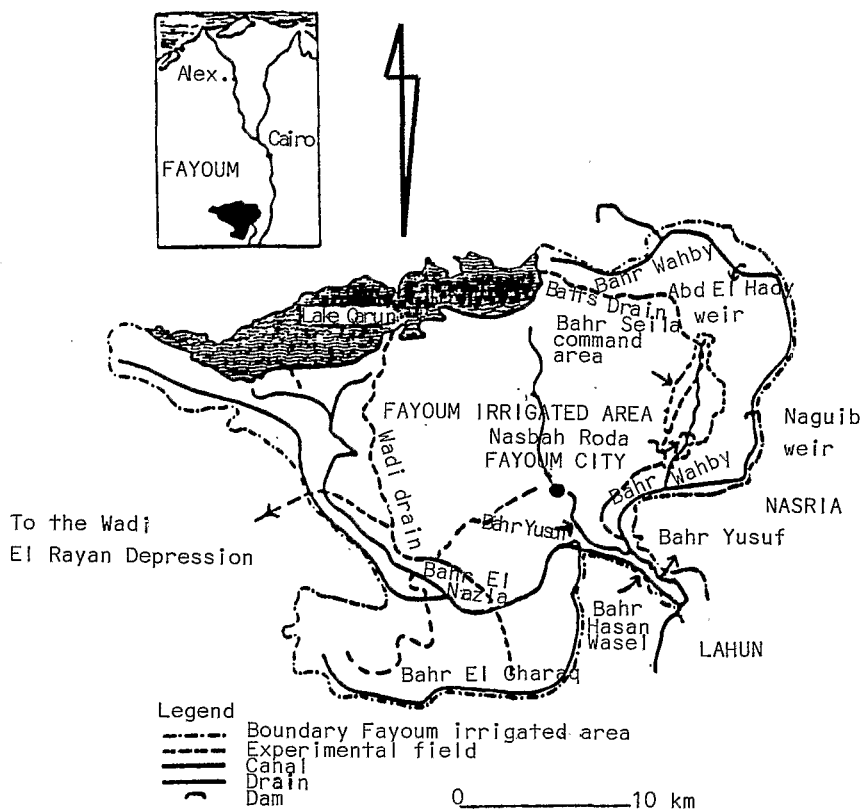 Alex.
Cairo
FAYOUM
Bahr Wahby
Lake Qarun
Batts Drain
Abd El Hady
weir
Bahr Seila
command
area
FAYOUM IRRIGATED AREA
Nasbah Roda
FAYOUM CITY
Naguib
weir
Wadi drain
Bahr Wahby
NASRIA
To the Wadi
El Rayan Depression
Bahr Yusuf
Bahr Yusuf
Bahr El
Nazla
Bahr
Hasan
Wasel
LAHUN
Bahr El Gharaq
Legend
Boundary Fayoum irrigated area
Experimental field
Canal
Drain
Dam
0 10 km